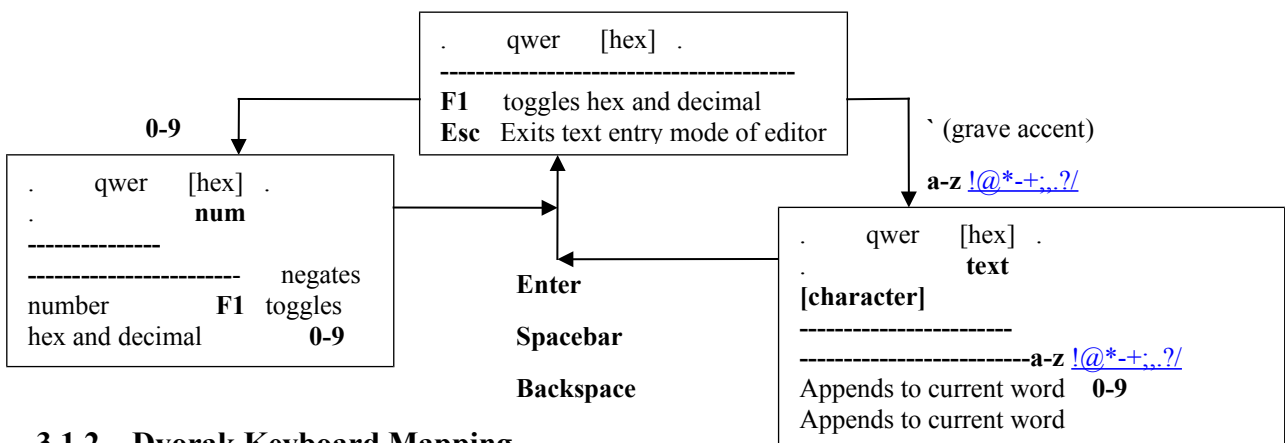 . qwer [hex] .
----------------------------------------
F1 toggles hex and decimal
Esc Exits text entry mode of editor
0-9
. qwer [hex] .
. num
---------------
------------------------- negates
number F1 toggles
hex and decimal 0-9
` (grave accent)
a-z !@*-+;,.?/
. qwer [hex] .
. text
[character]
------------------------
--------------------------a-z !@*-+;,.?/
Appends to current word 0-9
Appends to current word
Enter
Spacebar
Backspace
3.1.2 Dvorak Keyboard Mapping